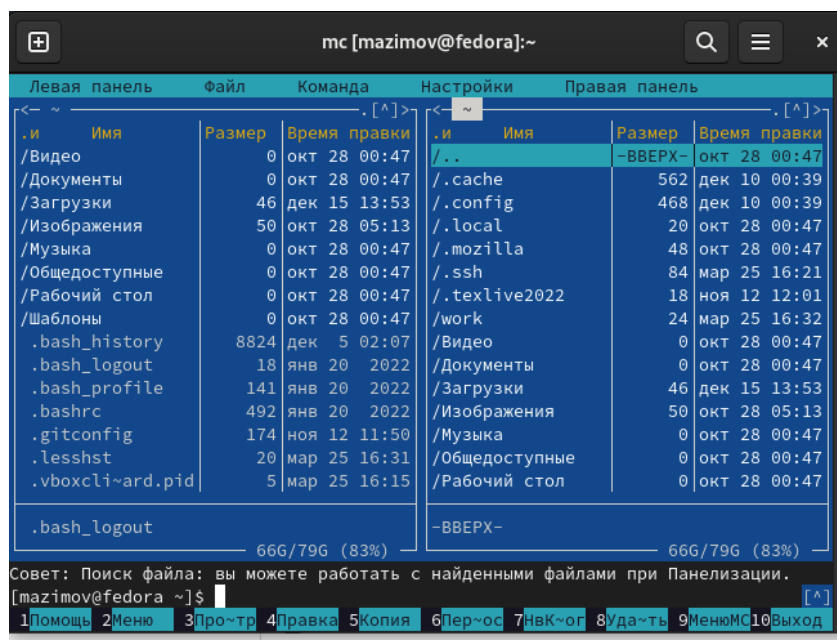 mc [mazimov@fedora]:~
Левая панель Файл Команда Настройки Правая панель
<— ~ .[^]> <— ~ .[^]>
.и Имя Размер Время правки .и Имя Размер Время правки
/Видео 0 окт 28 00:47 /.. -ВВЕРХ- окт 28 00:47
/Документы 0 окт 28 00:47 /.cache 562 дек 10 00:39
/Загрузки 46 дек 15 13:53 /.config 468 дек 10 00:39
/Изображения 50 окт 28 05:13 /.local 20 окт 28 00:47
/Музыка 0 окт 28 00:47 /.mozilla 48 окт 28 00:47
/Общедоступные 0 окт 28 00:47 /.ssh 84 мар 25 16:21
/Рабочий стол 0 окт 28 00:47 /.texlive2022 18 ноя 12 12:01
/Шаблоны 0 окт 28 00:47 /work 24 мар 25 16:32
.bash_history 8824 дек 5 02:07 /Видео 0 окт 28 00:47
.bash_logout 18 янв 20 2022 /Документы 0 окт 28 00:47
.bash_profile 141 янв 20 2022 /Загрузки 46 дек 15 13:53
.bashrc 492 янв 20 2022 /Изображения 50 окт 28 05:13
.gitconfig 174 ноя 12 11:50 /Музыка 0 окт 28 00:47
.lesshst 20 мар 25 16:31 /Общедоступные 0 окт 28 00:47
.vboxcli~ard.pid 5 мар 25 16:15 /Рабочий стол 0 окт 28 00:47
.bash_logout -ВВЕРХ-
66G/79G (83%) 66G/79G (83%)
Совет: Поиск файла: вы можете работать с найденными файлами при Панелизации.
[mazimov@fedora ~]$ [^]
1Помощь 2Меню 3Про~тр 4Правка 5Копия 6Пер~ос 7НвК~ог 8Уда~ть 9МенюМС 10Выход